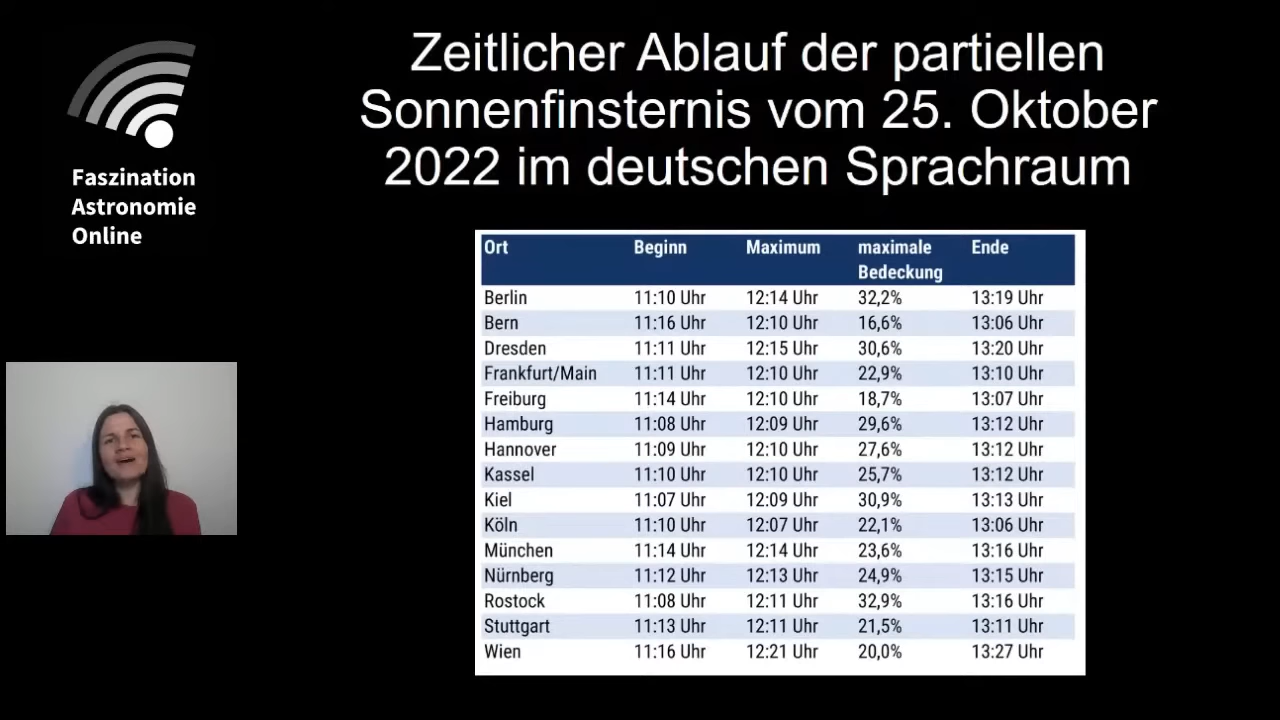 Faszination
Astronomie
Online
Zeitlicher Ablauf der partiellen
Sonnenfinsternis vom 25. Oktober
2022 im deutschen Sprachraum
Ort Beginn Maximum maximale Bedeckung Ende
Berlin 11:10 Uhr 12:14 Uhr 32,2% 13:19 Uhr
Bern 11:16 Uhr 12:10 Uhr 16,6% 13:06 Uhr
Dresden 11:11 Uhr 12:15 Uhr 30,6% 13:20 Uhr
Frankfurt/Main 11:11 Uhr 12:10 Uhr 22,9% 13:10 Uhr
Freiburg 11:14 Uhr 12:10 Uhr 18,7% 13:07 Uhr
Hamburg 11:08 Uhr 12:09 Uhr 29,6% 13:12 Uhr
Hannover 11:09 Uhr 12:10 Uhr 27,6% 13:12 Uhr
Kassel 11:10 Uhr 12:10 Uhr 25,7% 13:12 Uhr
Kiel 11:07 Uhr 12:09 Uhr 30,9% 13:13 Uhr
Köln 11:10 Uhr 12:07 Uhr 22,1% 13:06 Uhr
München 11:14 Uhr 12:14 Uhr 23,6% 13:16 Uhr
Nürnberg 11:12 Uhr 12:13 Uhr 24,9% 13:15 Uhr
Rostock 11:08 Uhr 12:11 Uhr 32,9% 13:16 Uhr
Stuttgart 11:13 Uhr 12:11 Uhr 21,5% 13:11 Uhr
Wien 11:16 Uhr 12:21 Uhr 20,0% 13:27 Uhr